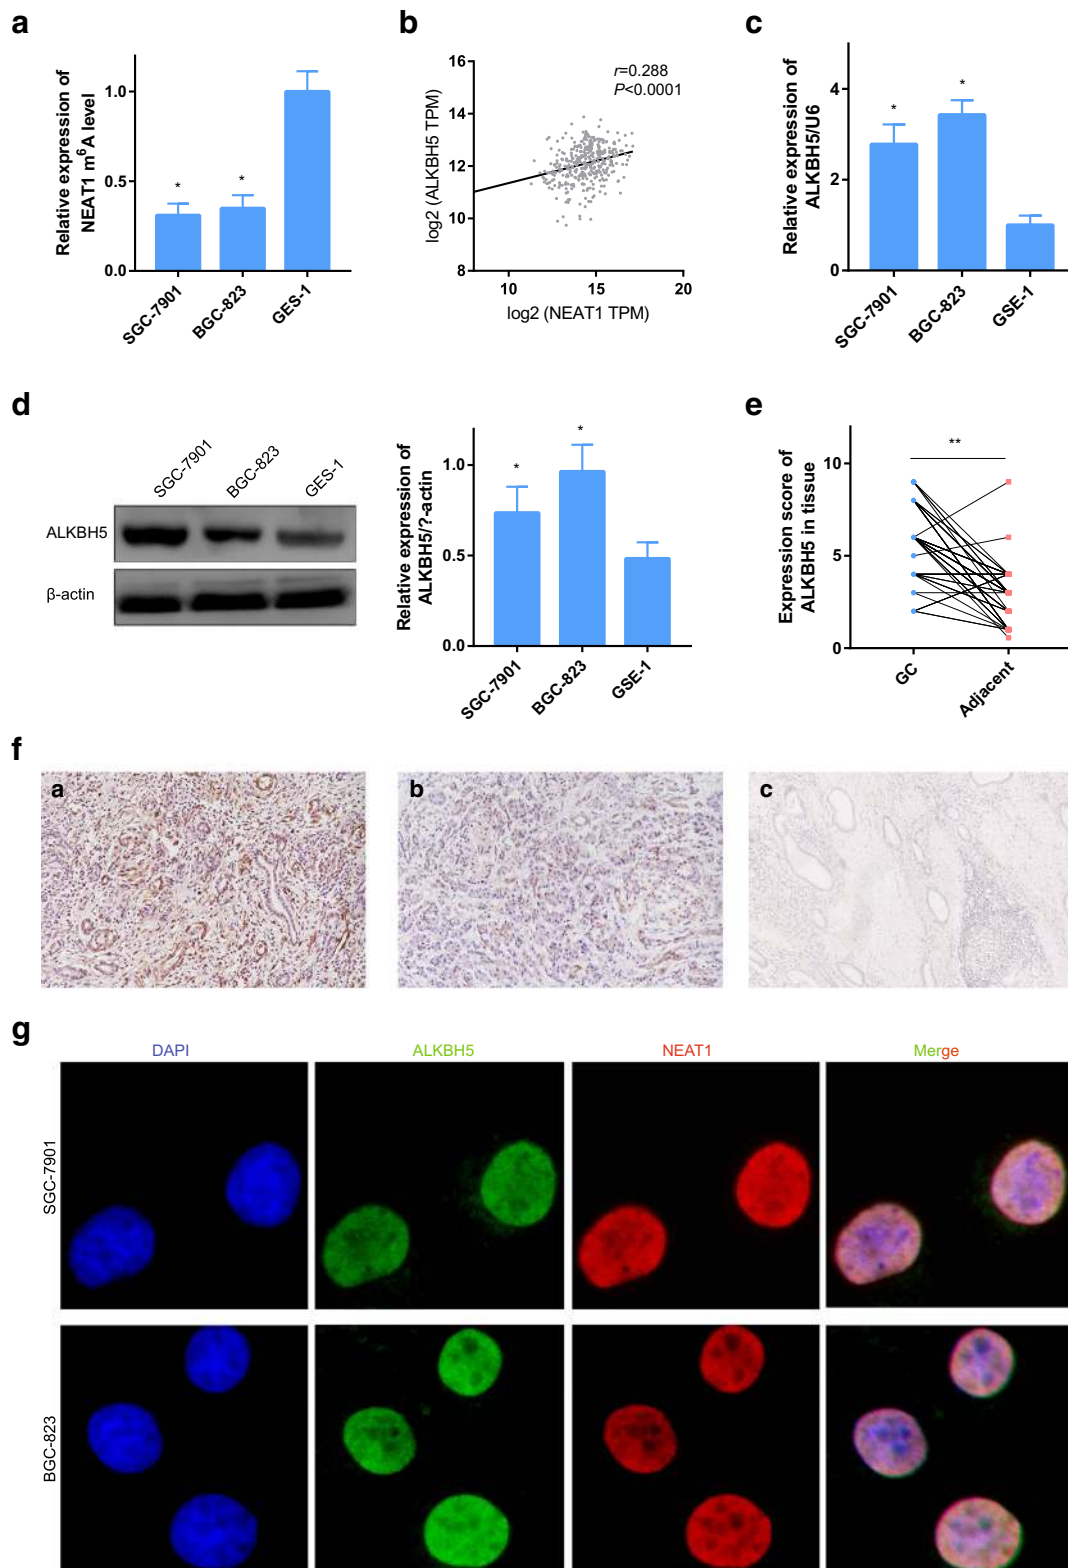 a
Relative expression of
NEAT1 m⁶A level
1.0
0.5
0.0
*
*
SGC-7901
BGC-823
GES-1
b
log2 (ALKBH5 TPM)
16
14
12
10
8
r=0.288
P<0.0001
10
15
20
log2 (NEAT1 TPM)
c
Relative expression of
ALKBH5/U6
4
2
0
*
*
SGC-7901
BGC-823
GSE-1
d
SGC-7901
BGC-823
GES-1
ALKBH5
β-actin
Relative expression of
ALKBH5/?-actin
1.0
0.5
0.0
*
*
SGC-7901
BGC-823
GSE-1
e
Expression score of
ALKBH5 in tissue
10
5
0
**
GC
Adjacent
f
a
b
c
g
DAPI
ALKBH5
NEAT1
Merge
SGC-7901
BGC-823